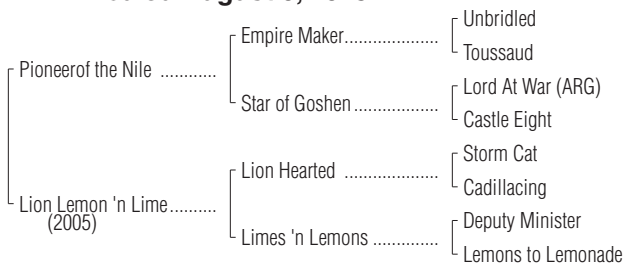 Unbridled
Empire Maker....................
Toussaud
Pioneerof the Nile ............
Lord At War (ARG)
Star of Goshen..................
Castle Eight
Storm Cat
Lion Hearted ....................
Cadillacing
Lion Lemon 'n Lime..........
(2005)
Deputy Minister
Limes 'n Lemons ..............
Lemons to Lemonade